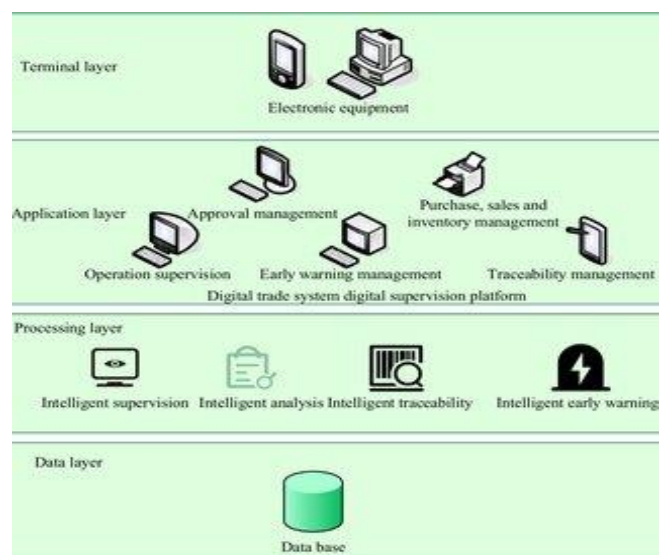 Terminal layer
Electronic equipment
Application layer
Approval management
Purchase, sales and
inventory management
Operation supervision
Early warning management
Traceability management
Digital trade system digital supervision platform
Processing layer
Intelligent supervision
Intelligent analysis
Intelligent traceability
Intelligent early warning
Data layer
Data base